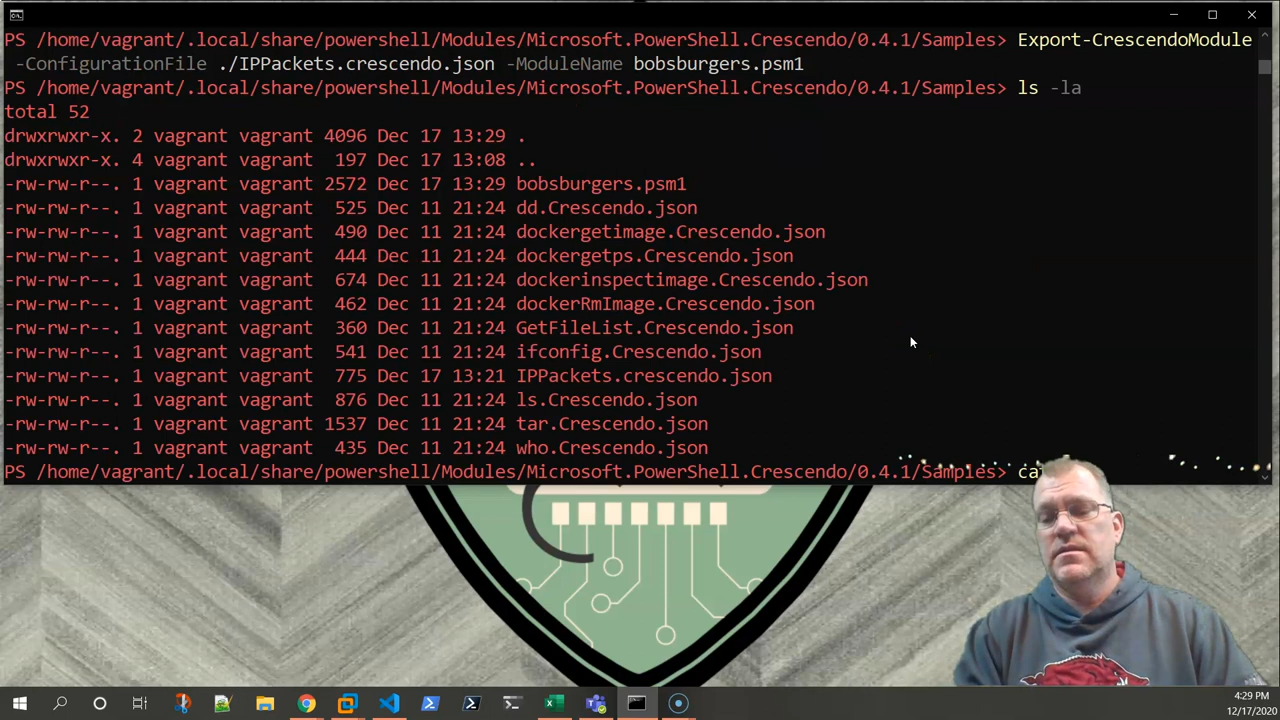 PS /home/vagrant/.local/share/powershell/Modules/Microsoft.PowerShell.Crescendo/0.4.1/Samples> Export-CrescendoModule
-ConfigurationFile ./IPPackets.crescendo.json -ModuleName bobsburgers.psm1
PS /home/vagrant/.local/share/powershell/Modules/Microsoft.PowerShell.Crescendo/0.4.1/Samples> ls -la
total 52
drwxrwxr-x. 2 vagrant vagrant 4096 Dec 17 13:29 .
drwxrwxr-x. 4 vagrant vagrant  197 Dec 17 13:08 ..
-rw-rw-r--. 1 vagrant vagrant 2572 Dec 17 13:29 bobsburgers.psm1
-rw-rw-r--. 1 vagrant vagrant  525 Dec 11 21:24 dd.Crescendo.json
-rw-rw-r--. 1 vagrant vagrant  490 Dec 11 21:24 dockergetimage.Crescendo.json
-rw-rw-r--. 1 vagrant vagrant  444 Dec 11 21:24 dockergetps.Crescendo.json
-rw-rw-r--. 1 vagrant vagrant  674 Dec 11 21:24 dockerinspectimage.Crescendo.json
-rw-rw-r--. 1 vagrant vagrant  462 Dec 11 21:24 dockerRmImage.Crescendo.json
-rw-rw-r--. 1 vagrant vagrant  360 Dec 11 21:24 GetFileList.Crescendo.json
-rw-rw-r--. 1 vagrant vagrant  541 Dec 11 21:24 ifconfig.Crescendo.json
-rw-rw-r--. 1 vagrant vagrant  775 Dec 17 13:21 IPPackets.crescendo.json
-rw-rw-r--. 1 vagrant vagrant  876 Dec 11 21:24 ls.Crescendo.json
-rw-rw-r--. 1 vagrant vagrant 1537 Dec 11 21:24 tar.Crescendo.json
-rw-rw-r--. 1 vagrant vagrant  435 Dec 11 21:24 who.Crescendo.json
PS /home/vagrant/.local/share/powershell/Modules/Microsoft.PowerShell.Crescendo/0.4.1/Samples>
4:29 PM
12/17/2020